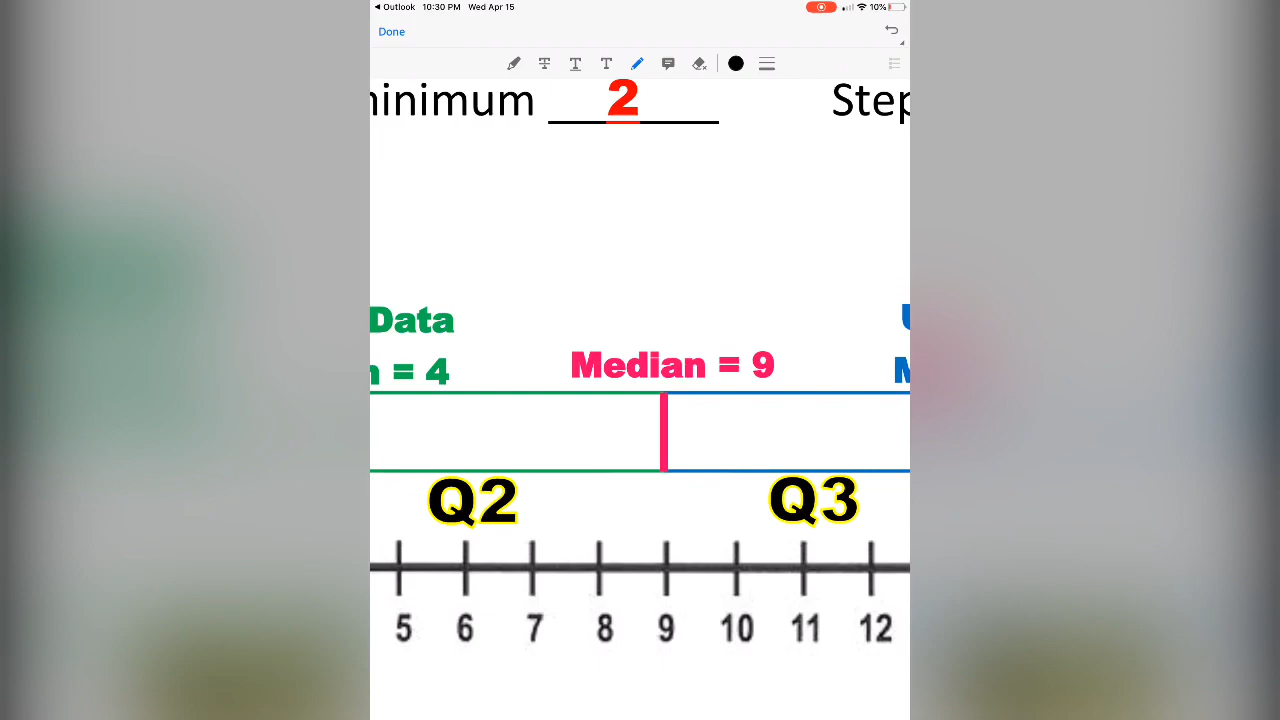 Outlook 10:30 PM Wed Apr 15 10%
Done
minimum 2 Step
Data
Median = 9
= 4
Q2 Q3
5 6 7 8 9 10 11 12